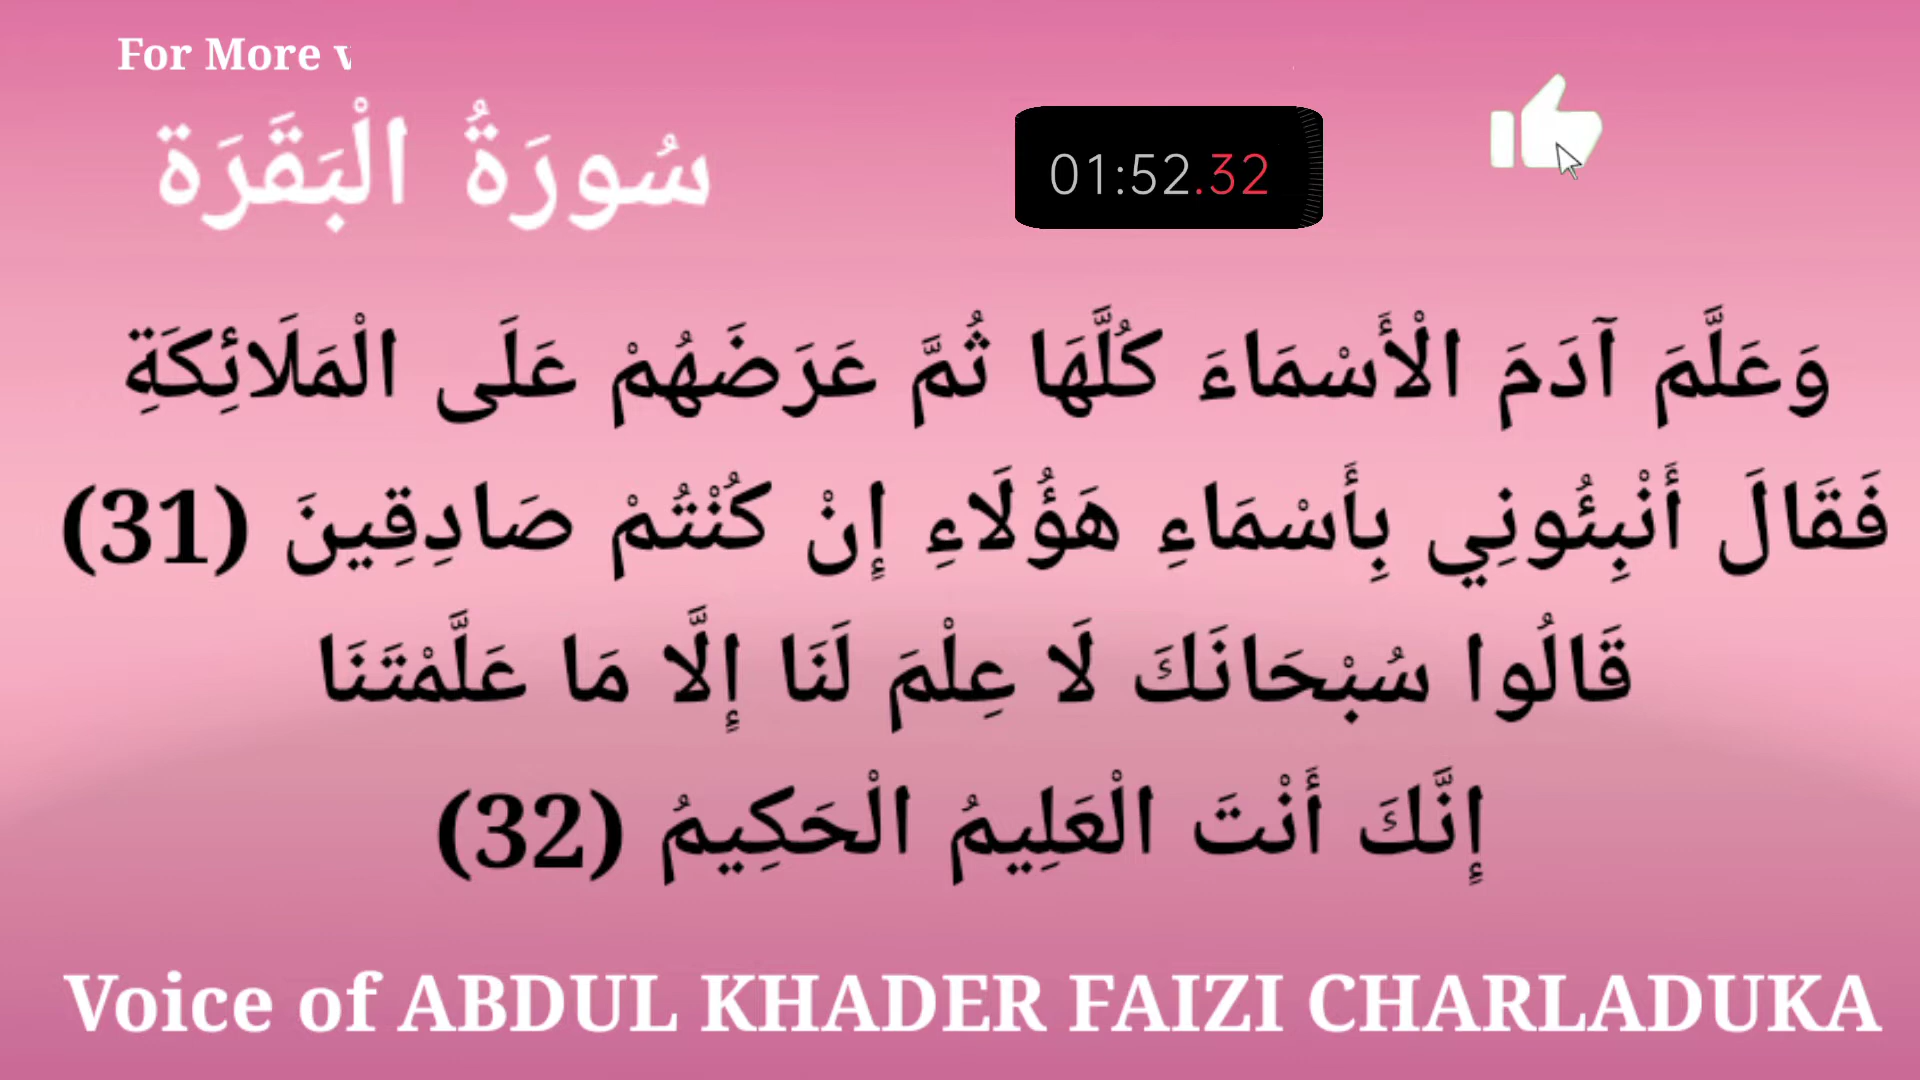 For More
سُورَةُ الْبَقَرَة
01:52.32
وَعَلَّمَ آدَمَ الْأَسْمَاءَ كُلَّهَا ثُمَّ عَرَضَهُمْ عَلَى الْمَلَائِكَةِ
فَقَالَ أَنْبِئُونِي بِأَسْمَاءِ هَؤُلَاءِ إِنْ كُنْتُمْ صَادِقِينَ (31)
قَالُوا سُبْحَانَكَ لَا عِلْمَ لَنَا إِلَّا مَا عَلَّمْتَنَا
إِنَّكَ أَنْتَ الْعَلِيمُ الْحَكِيمُ (32)
Voice of ABDUL KHADER FAIZI CHARLADUKA